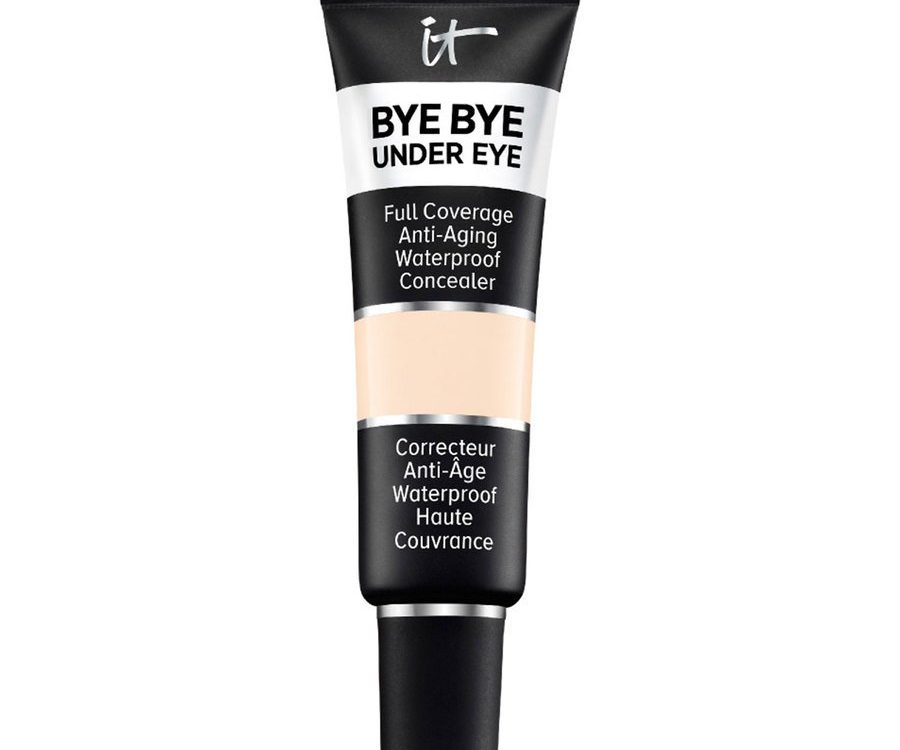 it
BYE BYE
UNDER EYE
Full Coverage
Anti-Aging
Waterproof
Concealer
Correcteur
Anti-Âge
Waterproof
Haute
Couvrance